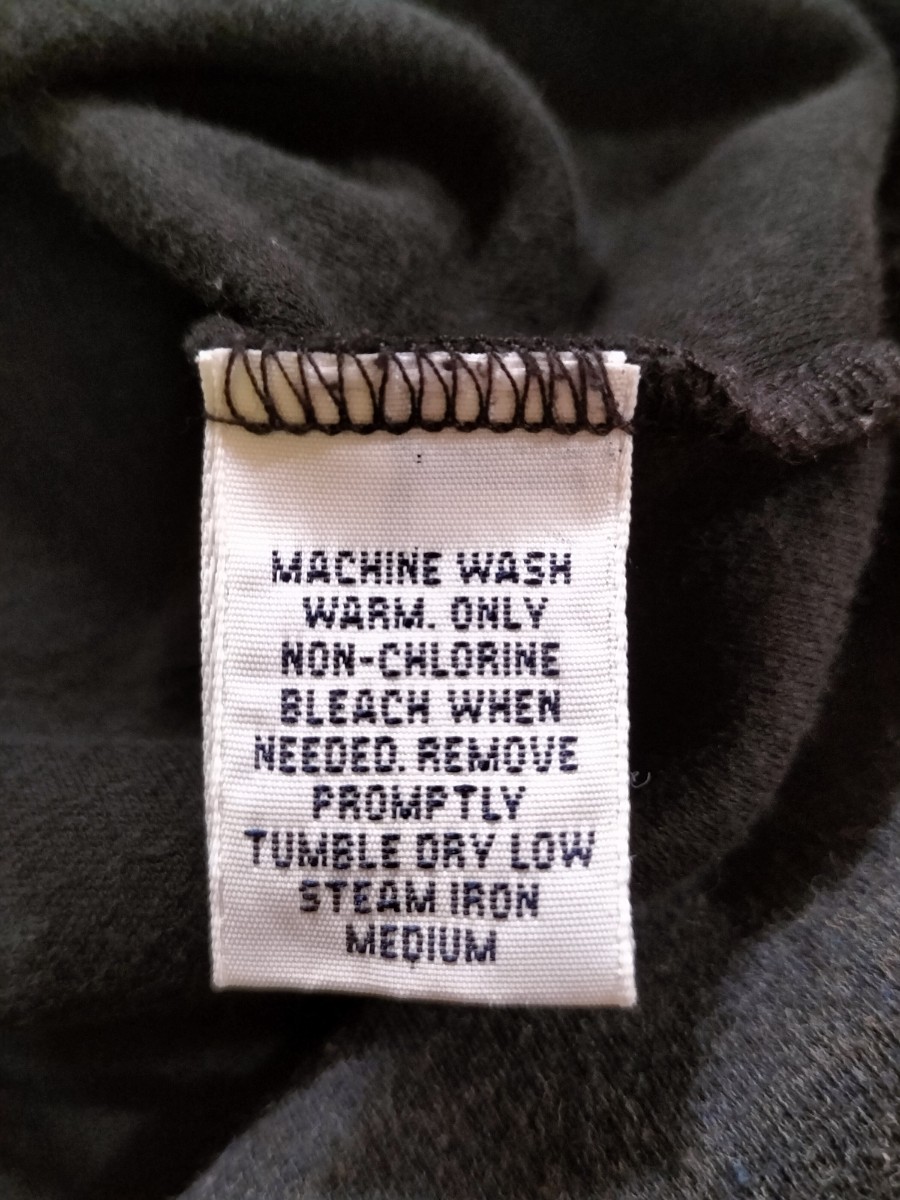 MACHINE WASH
WARM. ONLY
NON-CHLORINE
BLEACH WHEN
NEEDED. REMOVE
PROMPTLY
TUMBLE DRY LOW
STEAM IRON
MEDIUM